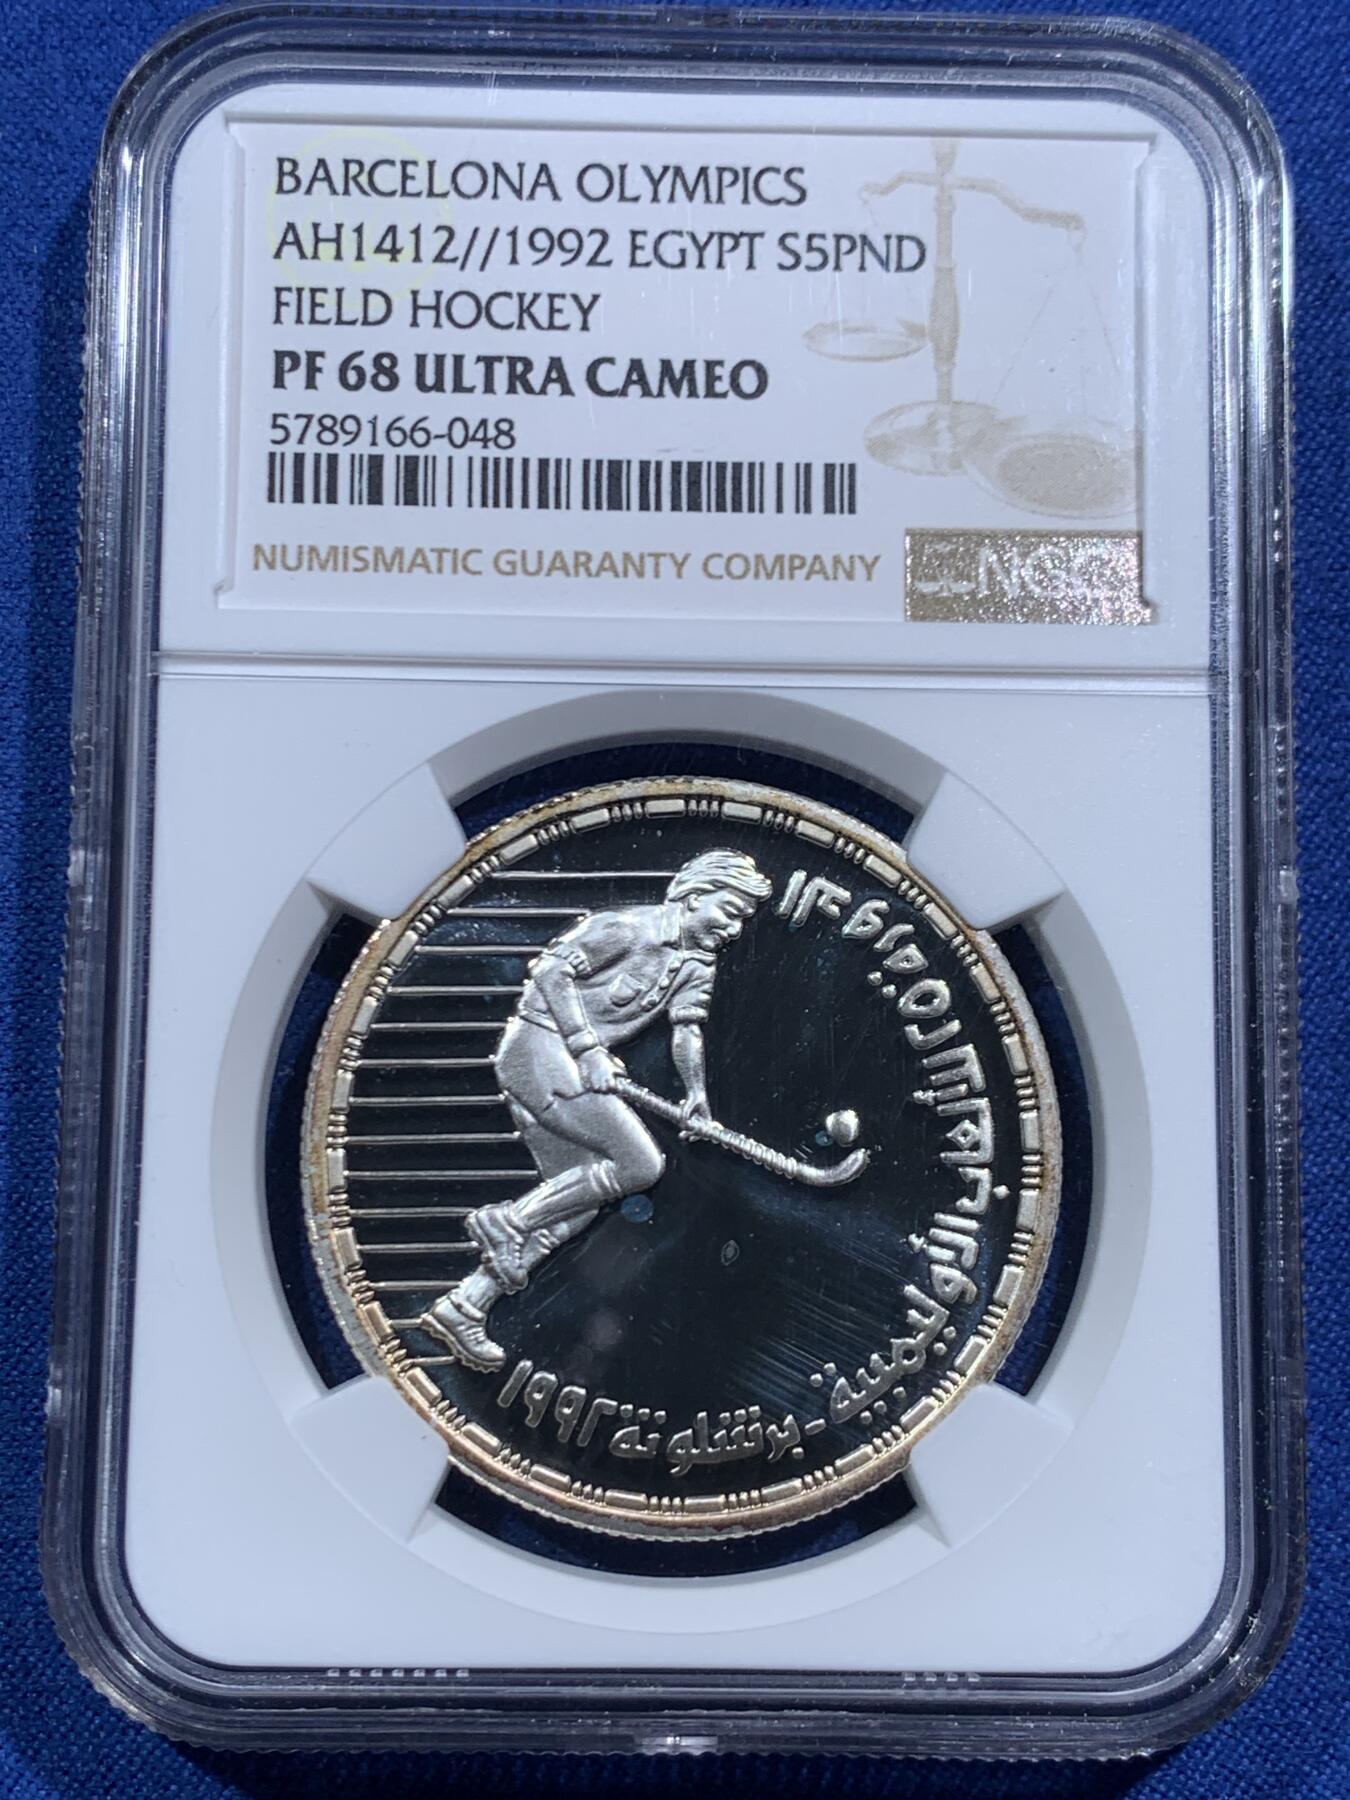 BARCELONA OLYMPICS
AH1412//1992 EGYPT S5PND
FIELD HOCKEY
PF 68 ULTRA CAMEO
5789166-048
NUMISMATIC GUARANTY COMPANY
NGC
الدورة الأوليمبية - برشلونة ١٩٩٢